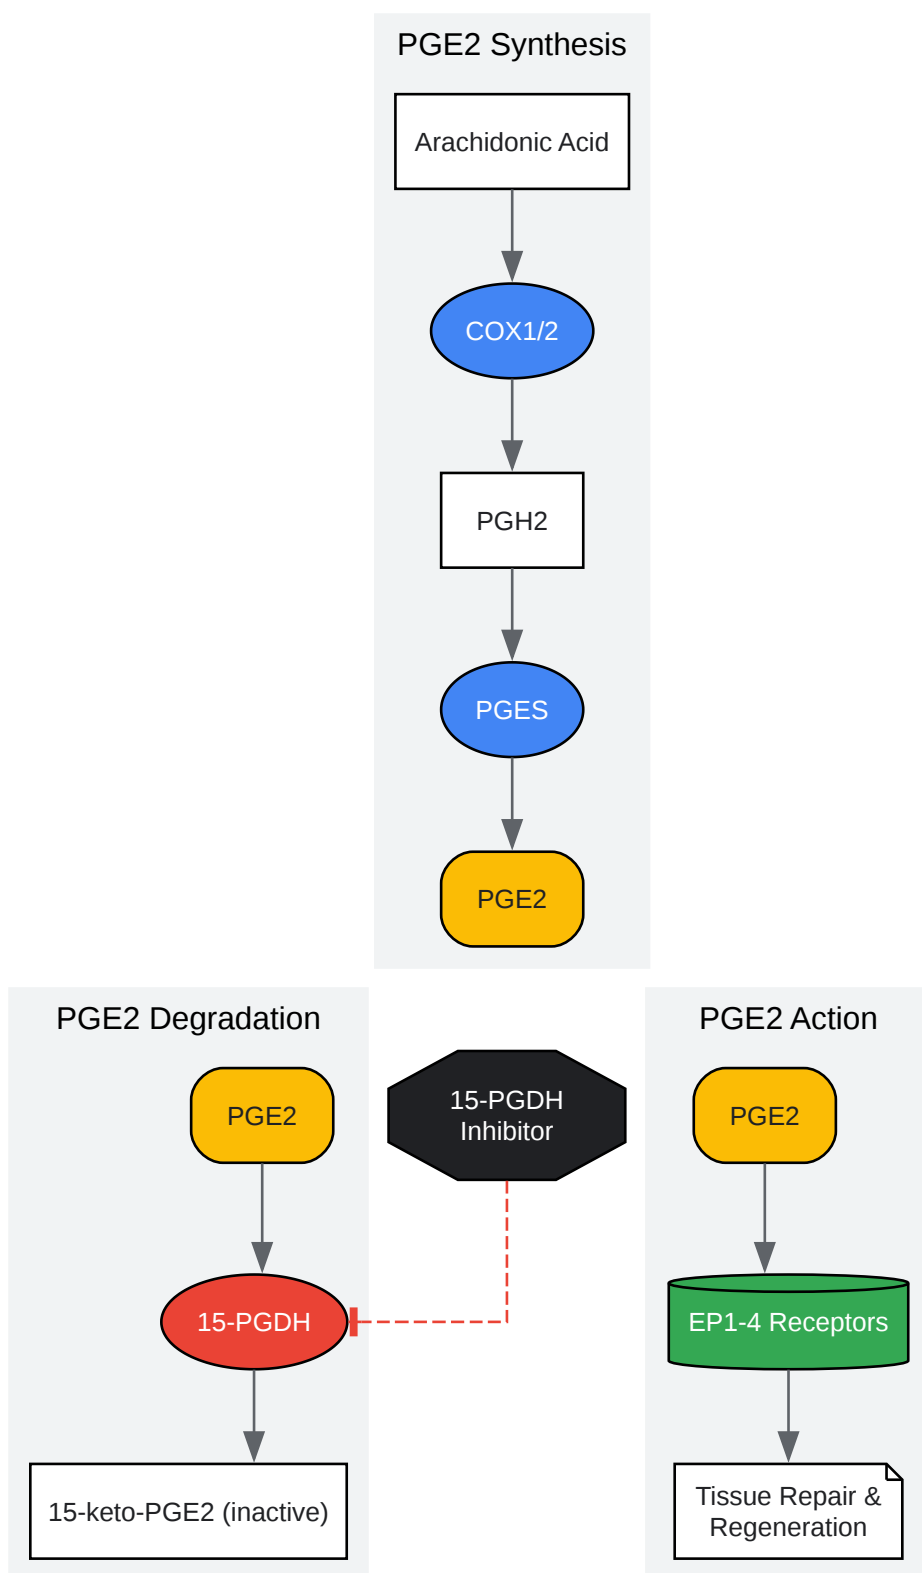 PGE2 Synthesis
Arachidonic Acid
COX1/2
PGH2
PGES
PGE2
PGE2 Degradation
PGE2
15-PGDH
15-keto-PGE2 (inactive)
15-PGDH
Inhibitor
PGE2 Action
PGE2
EP1-4 Receptors
Tissue Repair &
Regeneration